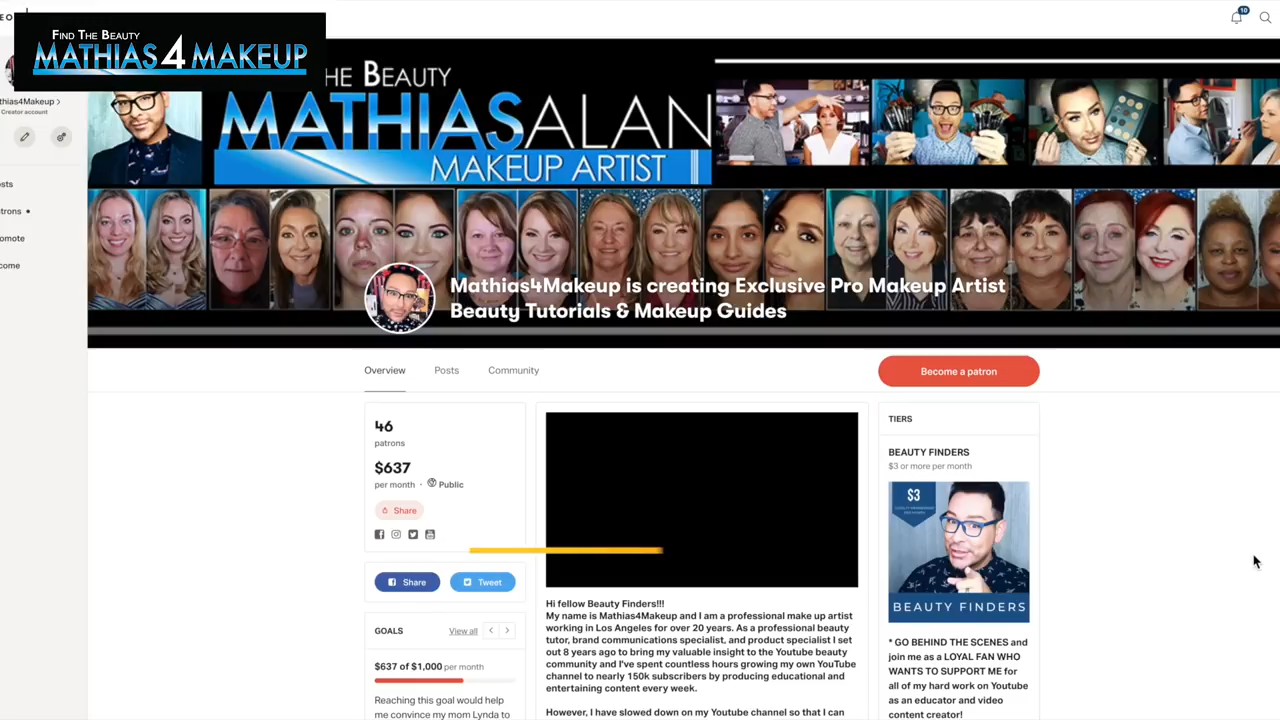 FIND THE BEAUTY
MATHIAS 4 MAKEUP
HE BEAUTY
MATHIASALAN
MAKEUP ARTIST
10
thias4Makeup >
Creator account
sts
trons
omote
come
Mathias4Makeup is creating Exclusive Pro Makeup Artist
Beauty Tutorials & Makeup Guides
Overview
Posts
Community
Become a patron
46
patrons
$637
per month · Public
Share
Share
Tweet
GOALS
View all
$637 of $1,000 per month
Reaching this goal would help
me convince my mom Lynda to
Hi fellow Beauty Finders!!!
My name is Mathias4Makeup and I am a professional make up artist
working in Los Angeles for over 20 years. As a professional beauty
tutor, brand communications specialist, and product specialist I set
out 8 years ago to bring my valuable insight to the Youtube beauty
community and I've spent countless hours growing my own YouTube
channel to nearly 150k subscribers by producing educational and
entertaining content every week.
However, I have slowed down on my Youtube channel so that I can
TIERS
BEAUTY FINDERS
$3 or more per month
$3
BEAUTY FINDERS
* GO BEHIND THE SCENES and
join me as a LOYAL FAN WHO
WANTS TO SUPPORT ME for
all of my hard work on Youtube
as an educator and video
content creator!